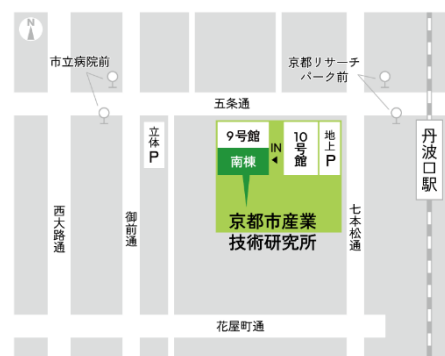 N
市立病院前
京都リサーチ
パーク前
五条通
立体
P
9号館
南棟
IN
10号館
地上
P
丹波口駅
京都市産業
技術研究所
西大路通
御前通
七本松通
花屋町通